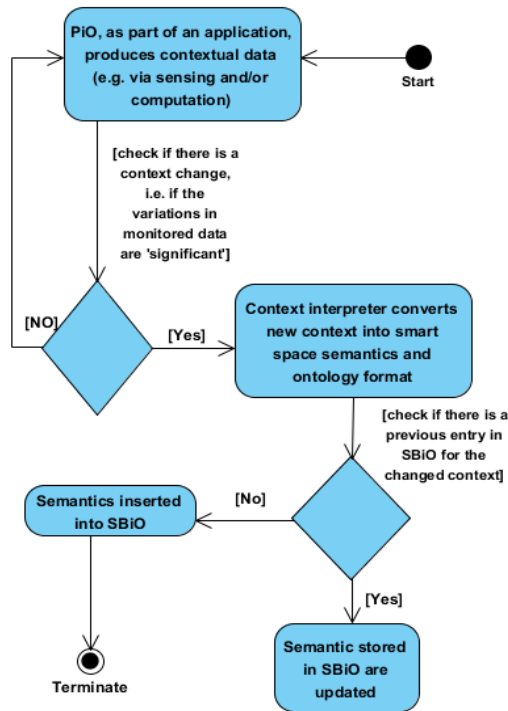 PiO, as part of an application,
produces contextual data
(e.g. via sensing and/or
computation)
Start
[check if there is a
context change,
i.e. if the
variations in
monitored data
are 'significant']
[NO]
[Yes]
Context interpreter converts
new context into smart
space semantics and
ontology format
[check if there is a
previous entry in
SBiO for the
changed context]
[No]
Semantics inserted
into SBiO
[Yes]
Terminate
Semantic stored
in SBiO are
updated